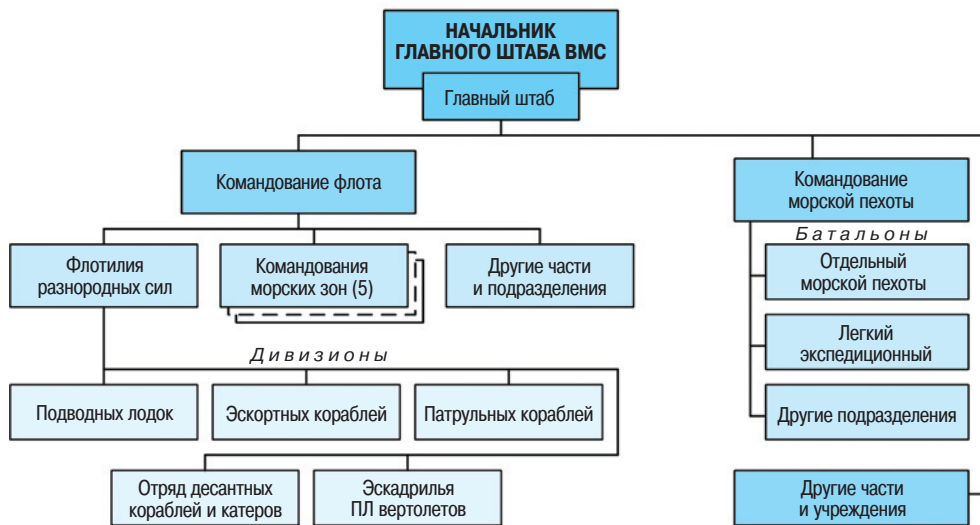 НАЧАЛЬНИК
ГЛАВНОГО ШТАБА ВМС
Главный штаб
Командование флота
Командование
морской пехоты
Флотилия
разнородных сил
Командования
морских зон (5)
Другие части
и подразделения
Батальоны
Отдельный
морской пехоты
Легкий
экспедиционный
Другие подразделения
Дивизионы
Подводных лодок
Эскортных кораблей
Патрульных кораблей
Отряд десантных
кораблей и катеров
Эскадрилья
ПЛ вертолетов
Другие части
и учреждения